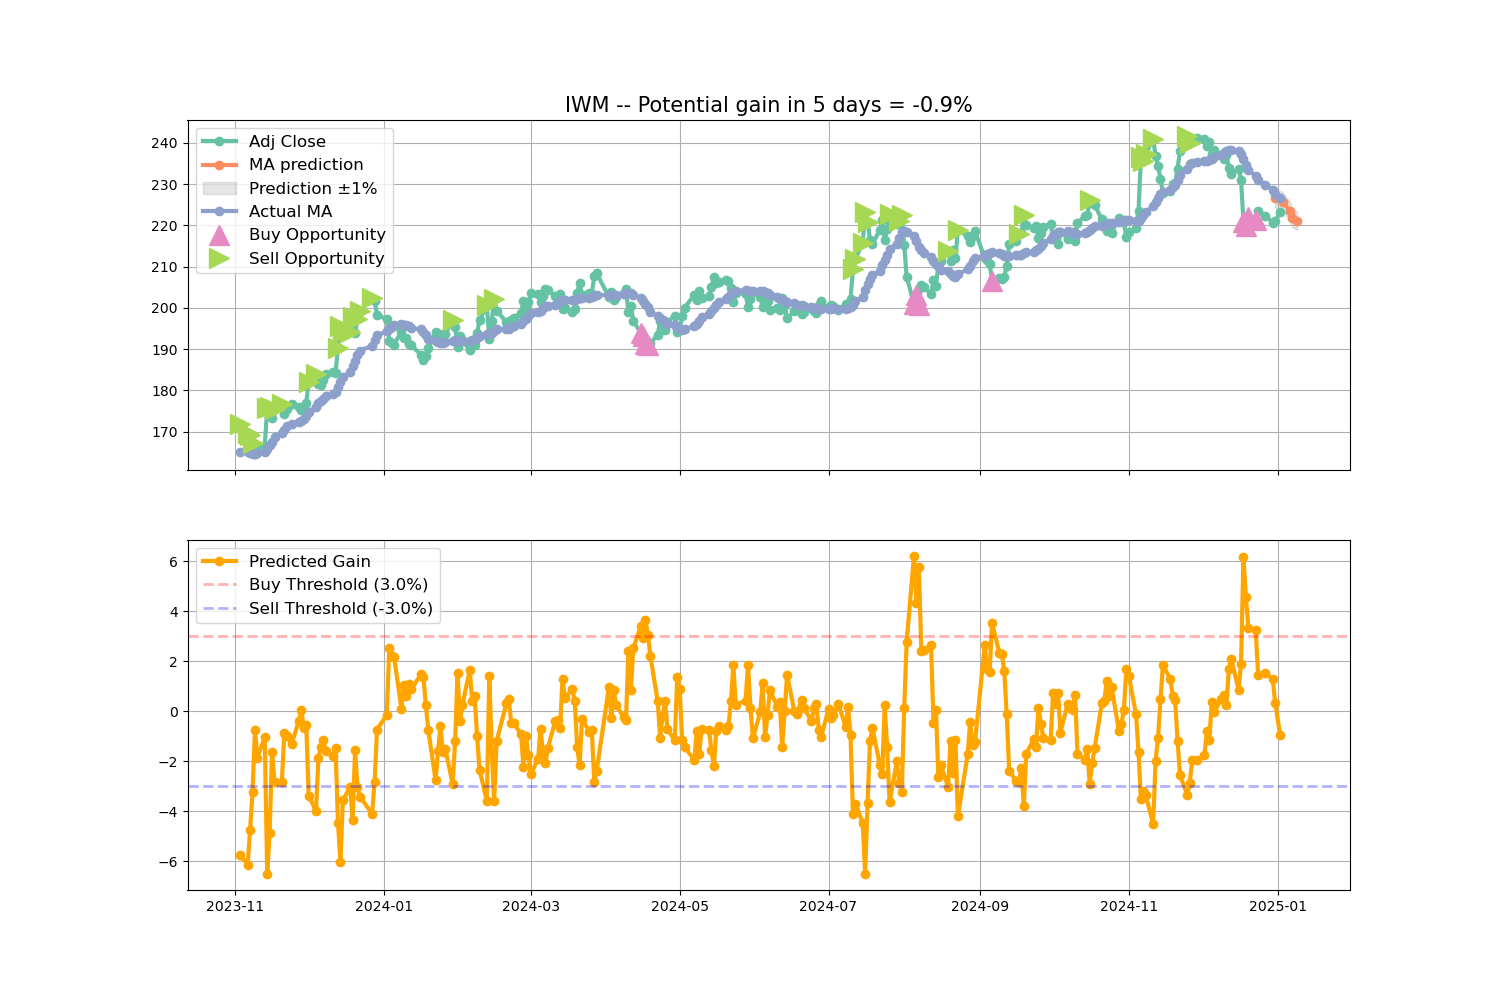 IWM -- Potential gain in 5 days = -0.9%
Adj Close
MA prediction
Prediction ±1%
Actual MA
Buy Opportunity
Sell Opportunity
240
230
220
210
200
190
180
170
Predicted Gain
Buy Threshold (3.0%)
Sell Threshold (-3.0%)
6
4
2
0
−2
−4
−6
2023-11 2024-01 2024-03 2024-05 2024-07 2024-09 2024-11 2025-01